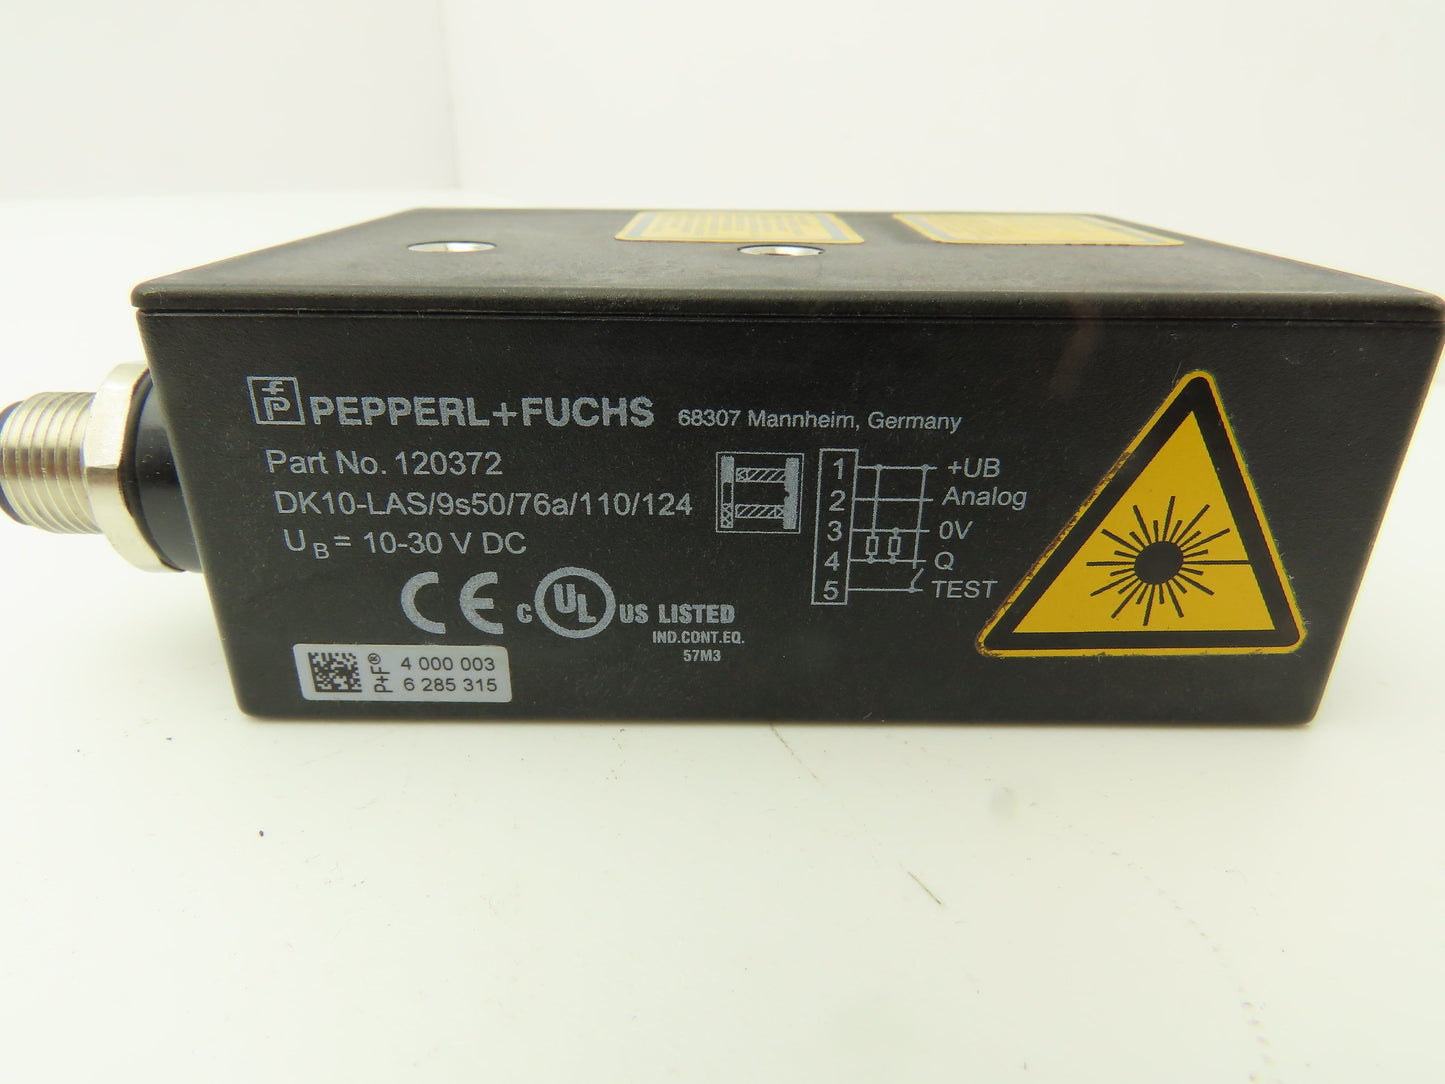 PEPPERL+FUCHS 68307 Mannheim, Germany
Part No. 120372
DK10-LAS/9s50/76a/110/124
UB = 10-30 V DC
1 +UB
2 Analog
3 0V
4 Q
5 TEST
CE C UL US LISTED
IND.CONT.EQ.
57M3
P+F®
4 000 003
6 285 315